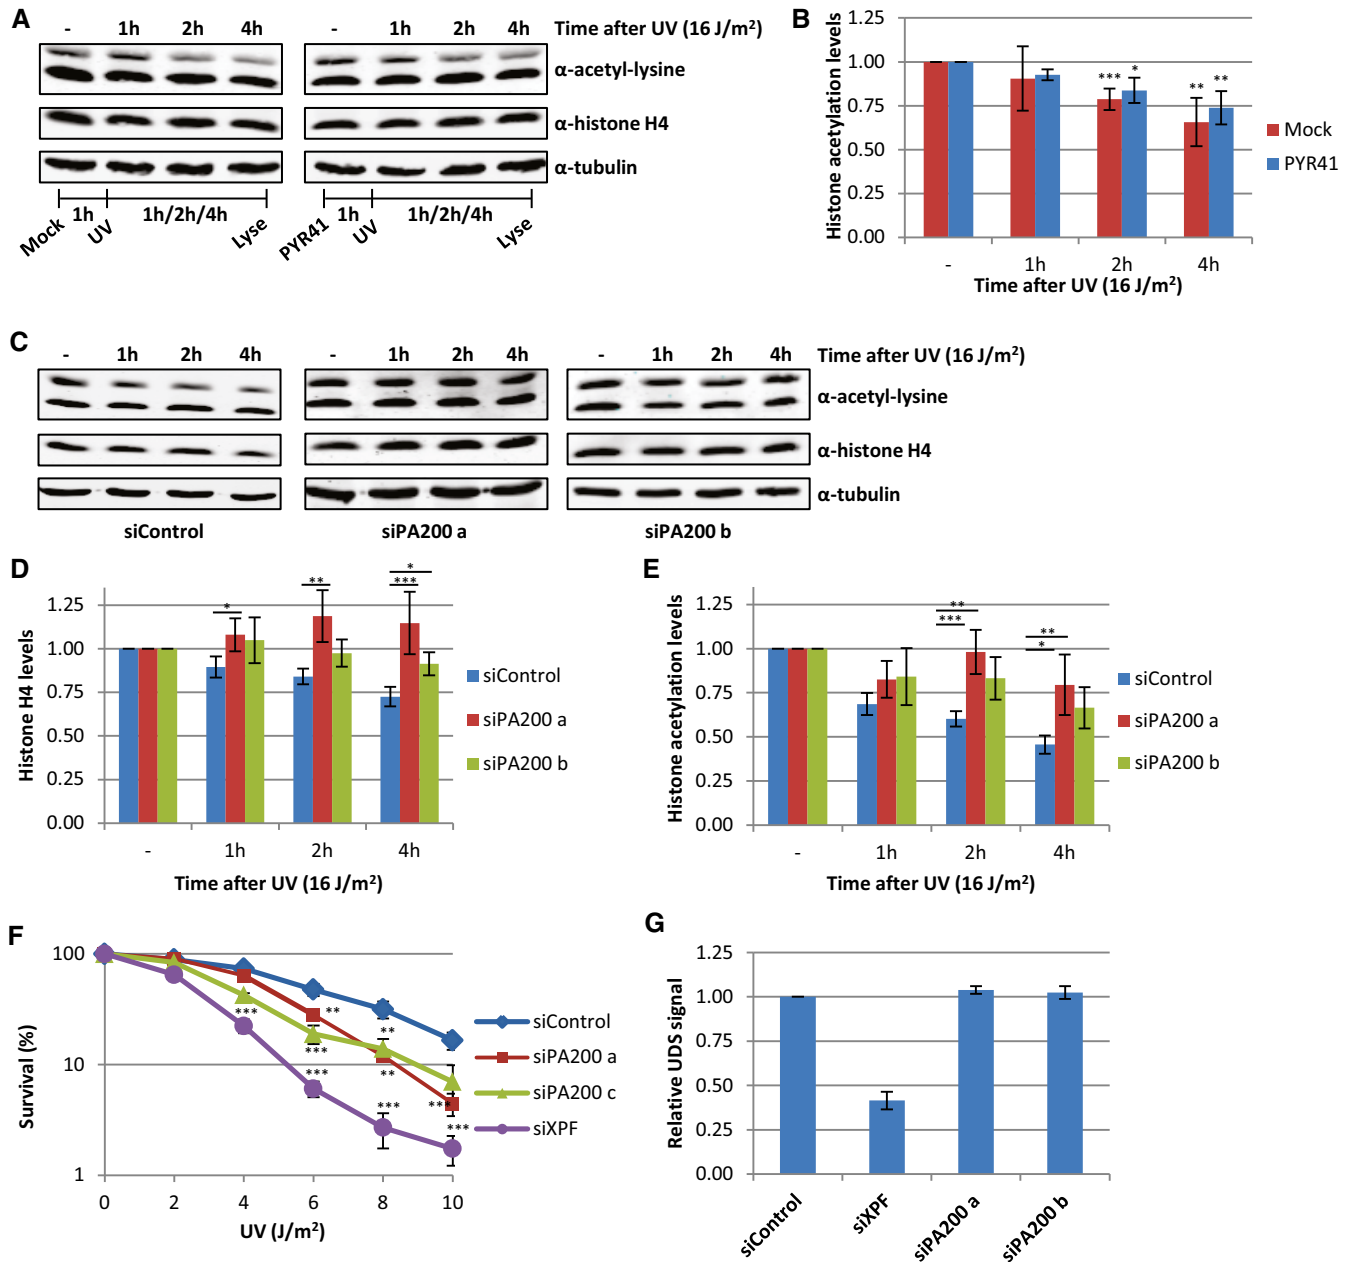 A
- 1h 2h 4h - 1h 2h 4h Time after UV (16 J/m²)
α-acetyl-lysine
α-histone H4
α-tubulin
1h 1h/2h/4h 1h 1h/2h/4h
Mock UV Lyse PYR41 UV Lyse
B
Histone acetylation levels
1.25
1.00
0.75
0.50
0.25
0.00
*** * ** **
- 1h 2h 4h
Time after UV (16 J/m²)
Mock
PYR41
C
- 1h 2h 4h - 1h 2h 4h - 1h 2h 4h Time after UV (16 J/m²)
α-acetyl-lysine
α-histone H4
α-tubulin
siControl siPA200 a siPA200 b
D
Histone H4 levels
1.25
1.00
0.75
0.50
0.25
0.00
* ** * ***
- 1h 2h 4h
Time after UV (16 J/m²)
siControl
siPA200 a
siPA200 b
E
Histone acetylation levels
1.25
1.00
0.75
0.50
0.25
0.00
** *** ** *
- 1h 2h 4h
Time after UV (16 J/m²)
siControl
siPA200 a
siPA200 b
F
Survival (%)
100
10
1
*** ** *** *** ** ** *** *** ***
0 2 4 6 8 10
UV (J/m²)
siControl
siPA200 a
siPA200 c
siXPF
G
Relative UDS signal
1.25
1.00
0.75
0.50
0.25
0.00
siControl siXPF siPA200 a siPA200 b